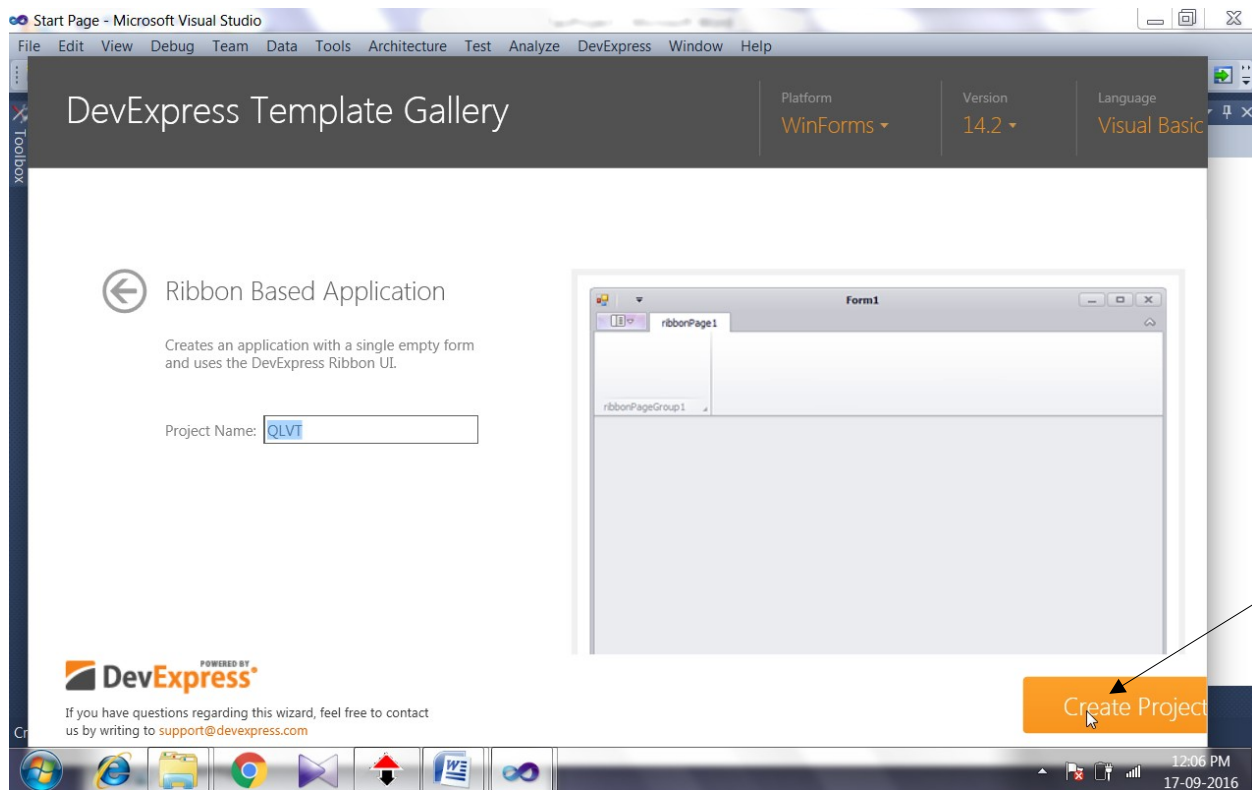 Start Page - Microsoft Visual Studio
File Edit View Debug Team Data Tools Architecture Test Analyze DevExpress Window Help
Toolbox
DevExpress Template Gallery
Platform
WinForms
Version
14.2
Language
Visual Basic
Ribbon Based Application
Creates an application with a single empty form
and uses the DevExpress Ribbon UI.
Project Name: QLVT
Form1
ribbonPage1
ribbonPageGroup1
POWERED BY
DevExpress
If you have questions regarding this wizard, feel free to contact
us by writing to support@devexpress.com
Create Project
Cr
12:06 PM
17-09-2016